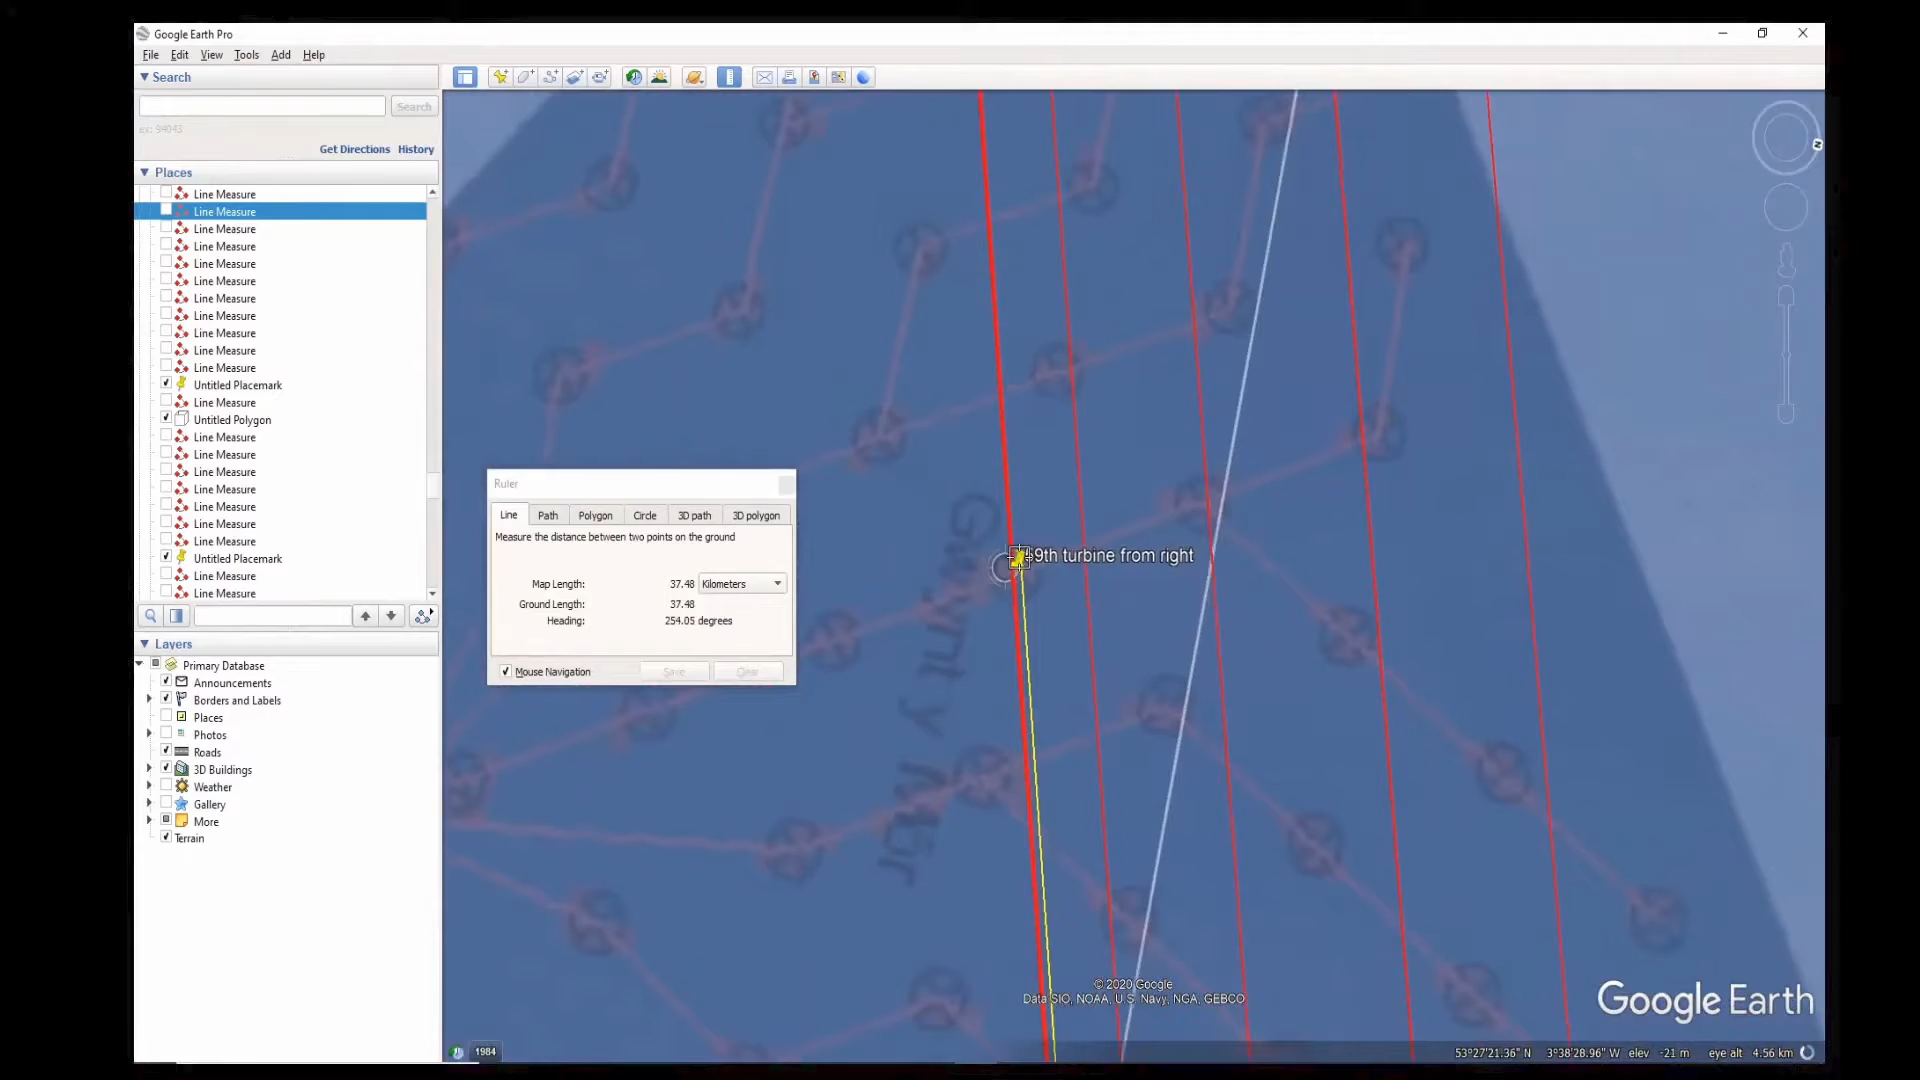 Google Earth Pro
File Edit View Tools Add Help
Search
Search
ex: 94043
Get Directions History
Places
Line Measure
Line Measure
Line Measure
Line Measure
Line Measure
Line Measure
Line Measure
Line Measure
Line Measure
Line Measure
Line Measure
Untitled Placemark
Line Measure
Untitled Polygon
Line Measure
Line Measure
Line Measure
Line Measure
Line Measure
Line Measure
Line Measure
Untitled Placemark
Line Measure
Line Measure
Layers
Primary Database
Announcements
Borders and Labels
Places
Photos
Roads
3D Buildings
Weather
Gallery
More
Terrain
N
Ruler
Line Path Polygon Circle 3D path 3D polygon
Measure the distance between two points on the ground
Map Length: 37.48 Kilometers
Ground Length: 37.48
Heading: 254.05 degrees
Mouse Navigation Save Clear
9th turbine from right
Gwynt y Môr
© 2020 Google
Data SIO, NOAA, U.S. Navy, NGA, GEBCO
Google Earth
1984
53°27'21.36" N 3°38'28.96" W elev -21 m eye alt 4.56 km